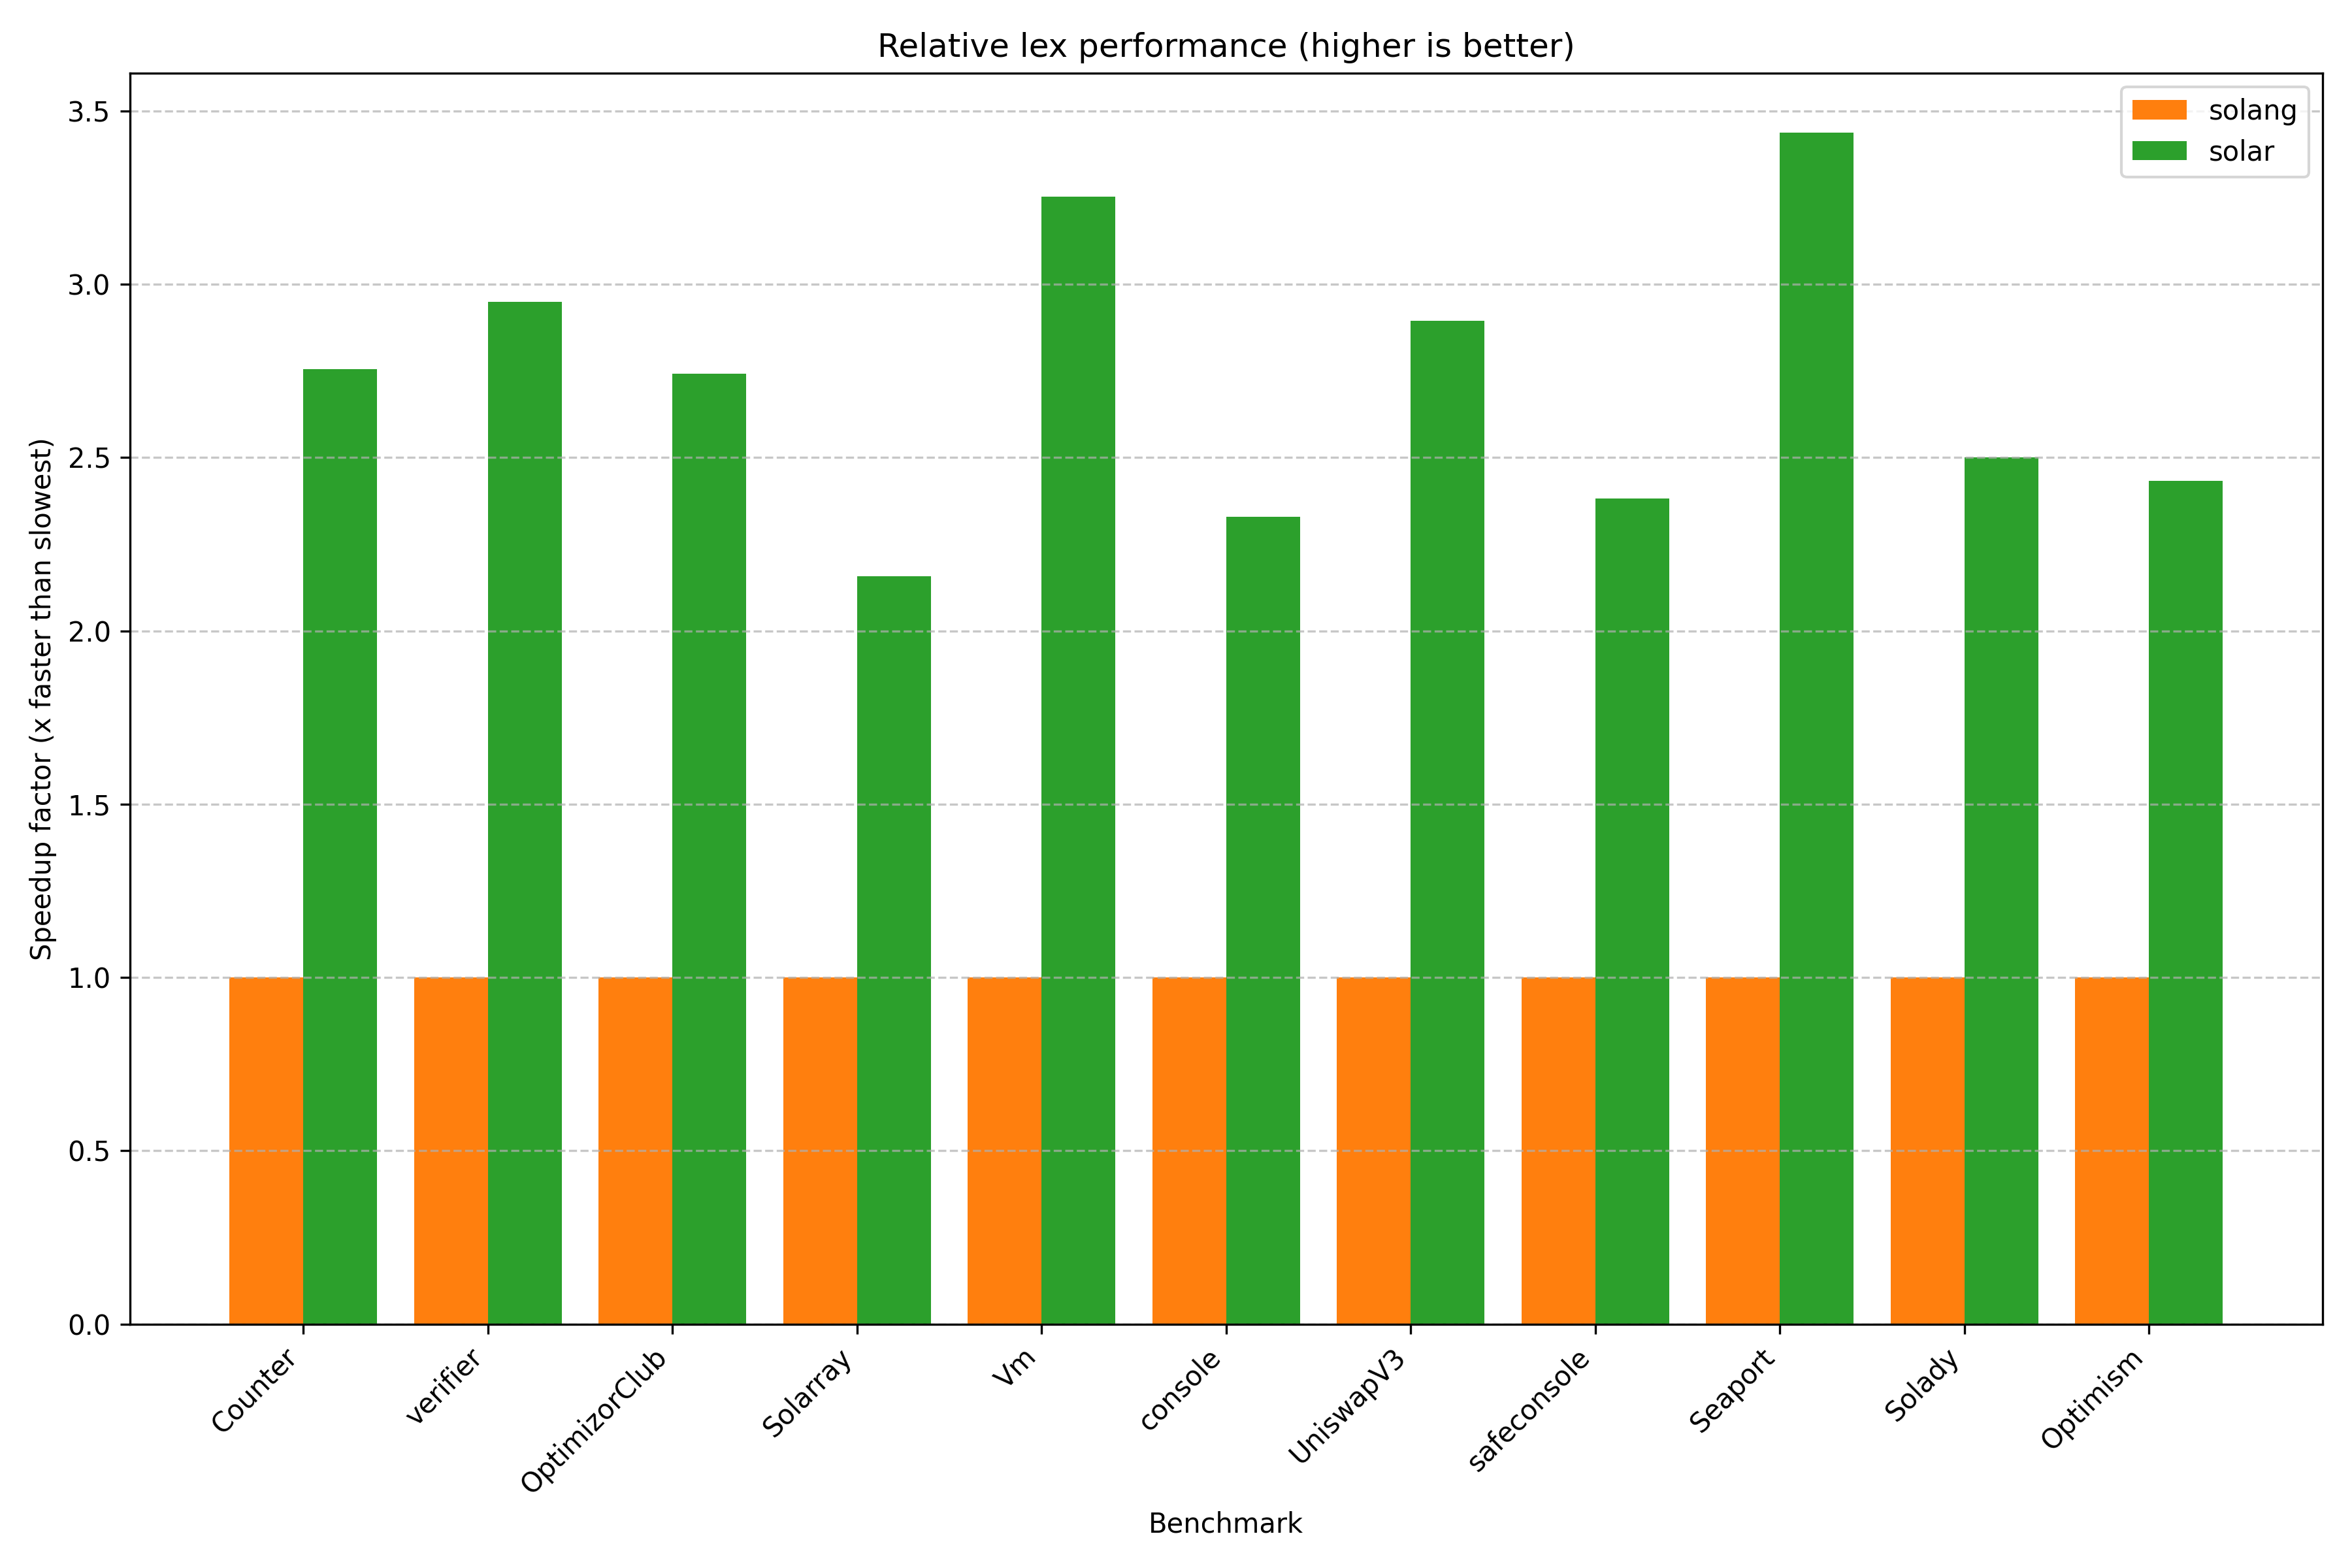 Relative lex performance (higher is better)
solang
solar
Speedup factor (x faster than slowest)
3.5
3.0
2.5
2.0
1.5
1.0
0.5
0.0
Counter
verifier
OptimizorClub
Solarray
Vm
console
UniswapV3
safeconsole
Seaport
Solady
Optimism
Benchmark